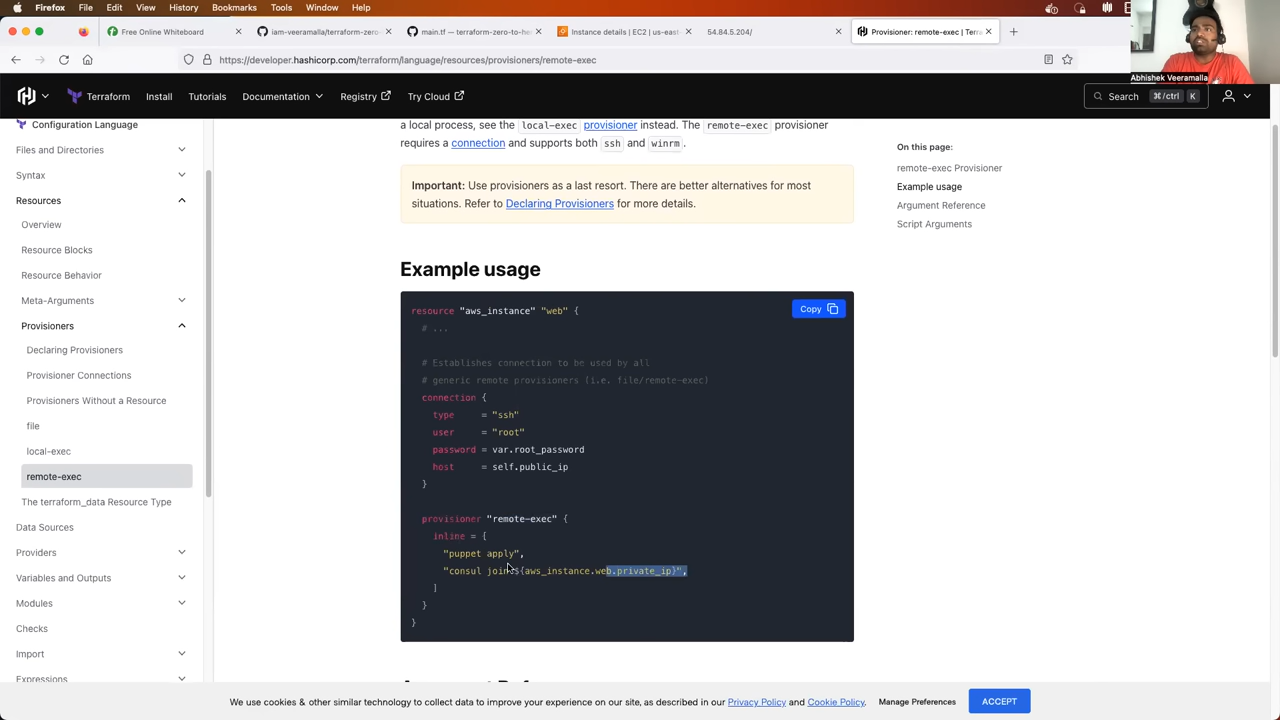 Firefox File Edit View History Bookmarks Tools Window Help
Free Online Whiteboard
iam-veeramalla/terraform-zero-
main.tf — terraform-zero-to-he
Instance details | EC2 | us-east-
54.84.5.204/
Provisioner: remote-exec | Terra
https://developer.hashicorp.com/terraform/language/resources/provisioners/remote-exec
Abhishek Veeramalla
Terraform Install Tutorials Documentation Registry Try Cloud Search ⌘/ctrl K
Configuration Language
Files and Directories
Syntax
Resources
Overview
Resource Blocks
Resource Behavior
Meta-Arguments
Provisioners
Declaring Provisioners
Provisioner Connections
Provisioners Without a Resource
file
local-exec
remote-exec
The terraform_data Resource Type
Data Sources
Providers
Variables and Outputs
Modules
Checks
Import
Expressions
a local process, see the local-exec provisioner instead. The remote-exec provisioner
requires a connection and supports both ssh and winrm.
Important: Use provisioners as a last resort. There are better alternatives for most
situations. Refer to Declaring Provisioners for more details.
Example usage
Copy
resource "aws_instance" "web" {
# ...
# Establishes connection to be used by all
# generic remote provisioners (i.e. file/remote-exec)
connection {
type = "ssh"
user = "root"
password = var.root_password
host = self.public_ip
}
provisioner "remote-exec" {
inline = [
"puppet apply",
"consul join ${aws_instance.web.private_ip}",
]
}
}
On this page:
remote-exec Provisioner
Example usage
Argument Reference
Script Arguments
We use cookies & other similar technology to collect data to improve your experience on our site, as described in our Privacy Policy and Cookie Policy.
Manage Preferences
ACCEPT